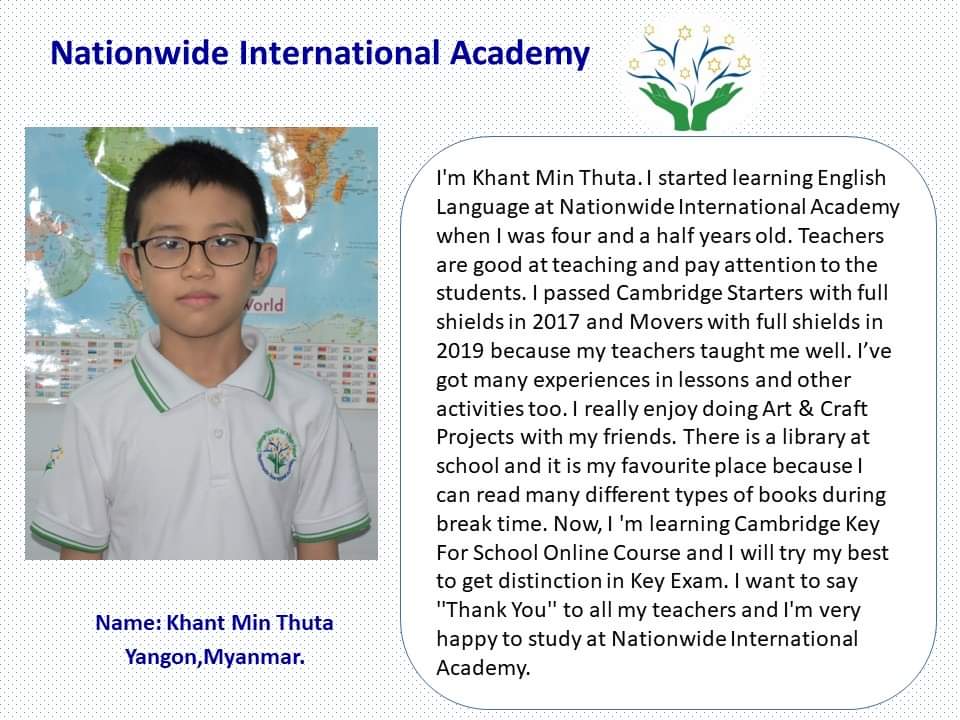 Nationwide International Academy
World
I'm Khant Min Thuta. I started learning English
Language at Nationwide International Academy
when I was four and a half years old. Teachers
are good at teaching and pay attention to the
students. I passed Cambridge Starters with full
shields in 2017 and Movers with full shields in
2019 because my teachers taught me well. I’ve
got many experiences in lessons and other
activities too. I really enjoy doing Art & Craft
Projects with my friends. There is a library at
school and it is my favourite place because I
can read many different types of books during
break time. Now, I 'm learning Cambridge Key
For School Online Course and I will try my best
to get distinction in Key Exam. I want to say
''Thank You'' to all my teachers and I'm very
happy to study at Nationwide International
Academy.
Name: Khant Min Thuta
Yangon,Myanmar.